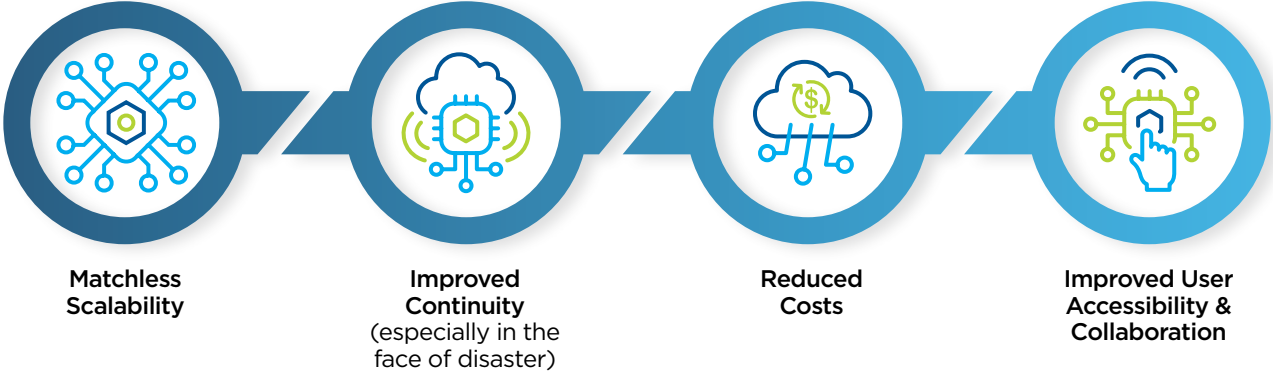 $
Matchless
Scalability
Improved
Continuity
(especially in the
face of disaster)
Reduced
Costs
Improved User
Accessibility &
Collaboration